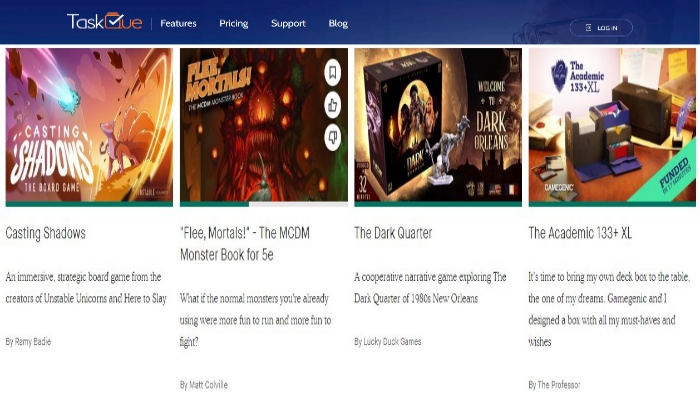 TaskQue
Features
Pricing
Support
Blog
LOG IN
CASTING
SHADOWS
THE BOARD GAME
FLEE,
MORTALS!
THE MCDM MONSTER BOOK
WELCOME
TO
DARK
ORLEANS
DARK
FUNDED
32
MINUTES
The
Academic
133+XL
GAMEGENIC
FUNDED
Casting Shadows
"Flee, Mortals!" - The MCDM
Monster Book for 5e
The Dark Quarter
The Academic 133+ XL
An immersive, strategic board game from the
creators of Unstable Unicorns and Here to Slay
What if the normal monsters you're already
using were more fun to run and more fun to
fight?
A cooperative narrative game exploring The
Dark Quarter of 1980s New Orleans
It's time to bring my own deck box to the table,
the one of my dreams. Gamegenic and I
designed a box with all my must-haves and
wishes
By Ramy Badie
By Matt Colville
By Lucky Duck Games
By The Professor